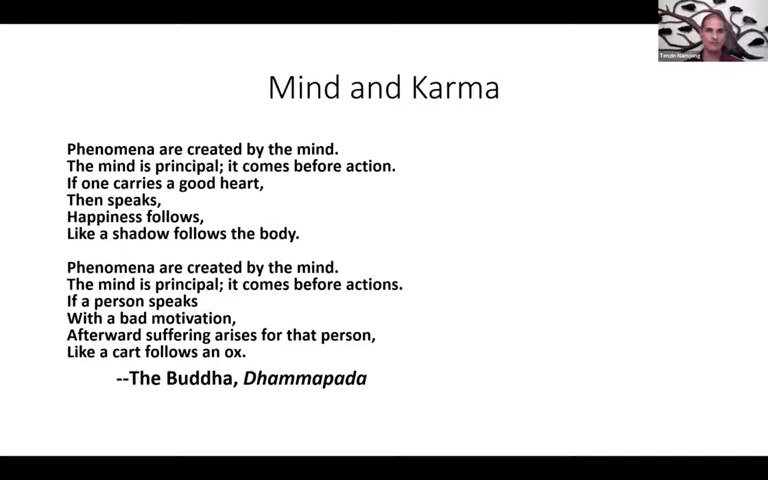 Mind and Karma
Phenomena are created by the mind.
The mind is principal; it comes before action.
If one carries a good heart,
Then speaks,
Happiness follows,
Like a shadow follows the body.
Phenomena are created by the mind.
The mind is principal; it comes before actions.
If a person speaks
With a bad motivation,
Afterward suffering arises for that person,
Like a cart follows an ox.
--The Buddha, Dhammapada
Tenzin